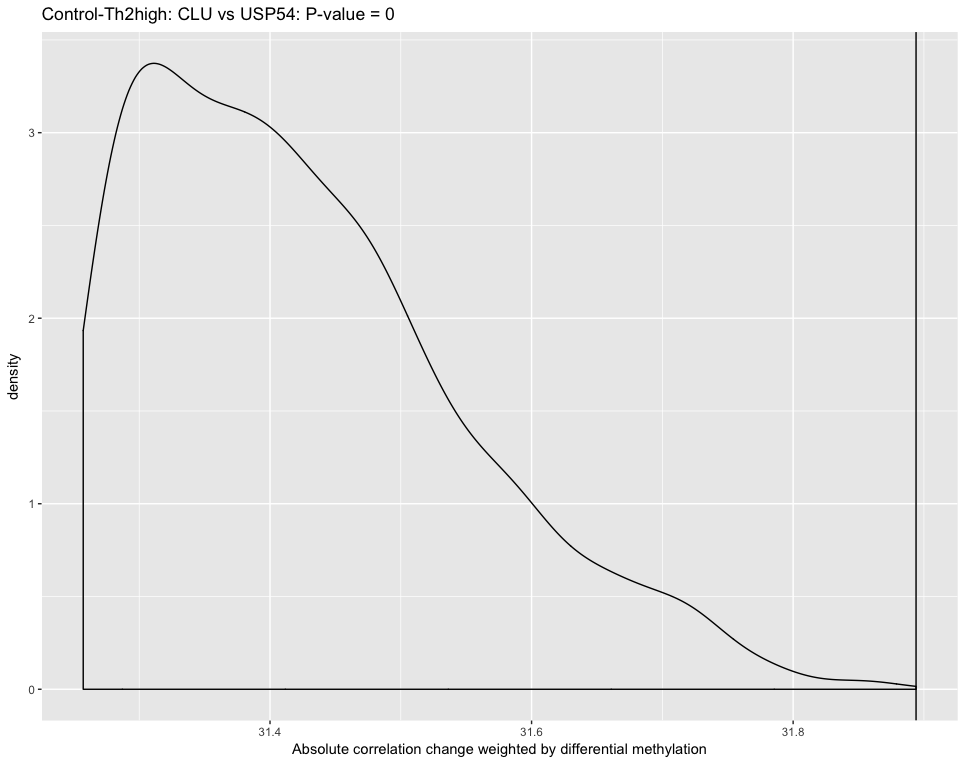 Control-Th2high: CLU vs USP54: P-value = 0
3
2
1
0
density
31.4
31.6
31.8
Absolute correlation change weighted by differential methylation